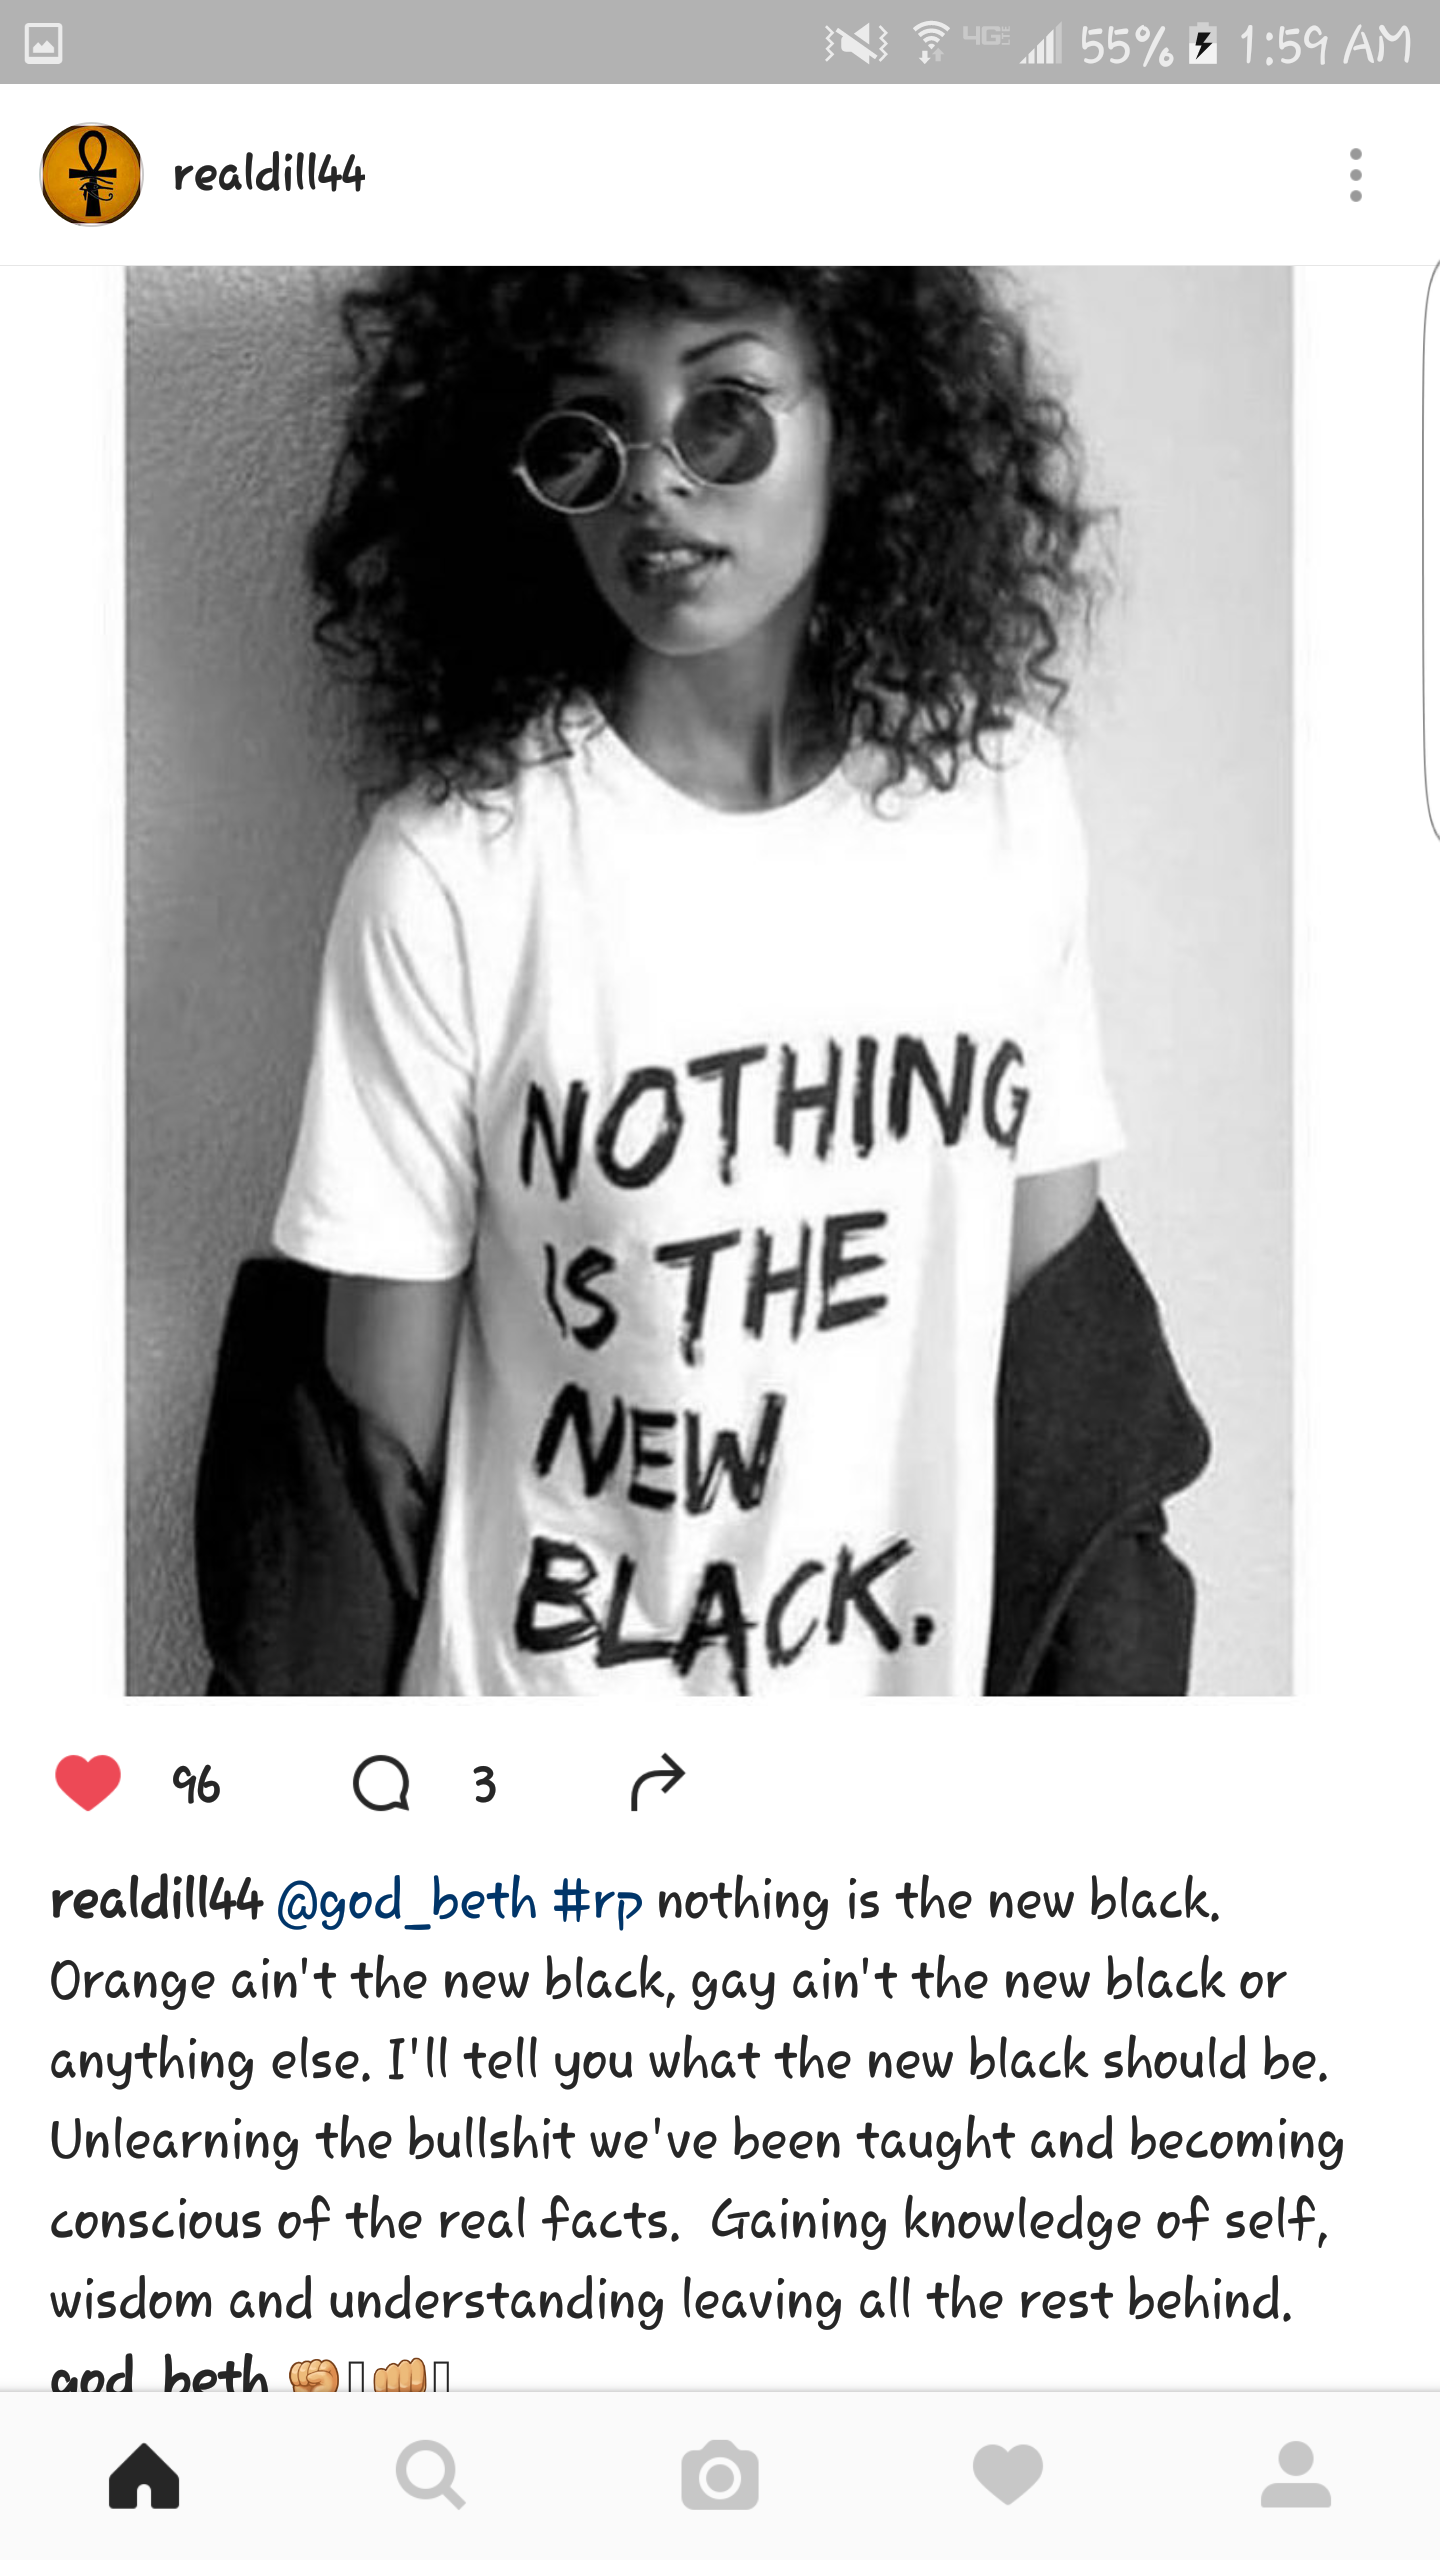 55% 1:59 AM
realdill44
NOTHING
IS THE
NEW
BLACK.
96 3
realdill44 @god_beth #rp nothing is the new black.
Orange ain't the new black, gay ain't the new black or
anything else. I'll tell you what the new black should be.
Unlearning the bullshit we've been taught and becoming
conscious of the real facts.  Gaining knowledge of self,
wisdom and understanding leaving all the rest behind.
god_beth ✊▯👊▯